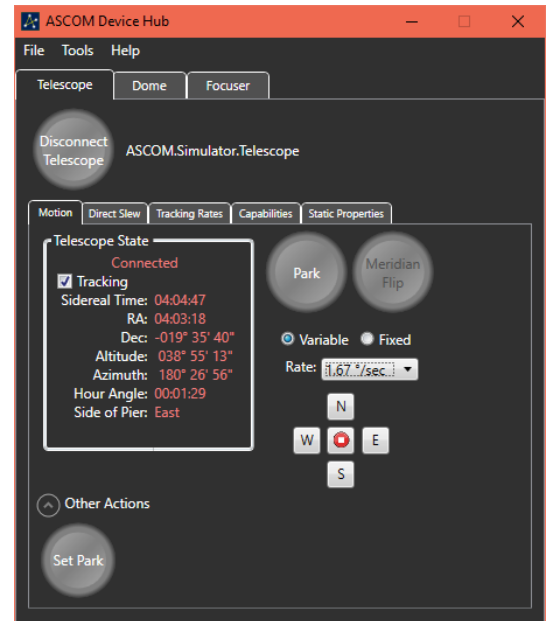 ASCOM Device Hub
File Tools Help
Telescope Dome Focuser
Disconnect
Telescope
ASCOM.Simulator.Telescope
Motion Direct Slew Tracking Rates Capabilities Static Properties
Telescope State
Connected
Tracking
Sidereal Time: 04:04:47
RA: 04:03:18
Dec: -019° 35' 40"
Altitude: 038° 55' 13"
Azimuth: 180° 26' 56"
Hour Angle: 00:01:29
Side of Pier: East
Park
Meridian
Flip
Variable Fixed
Rate: 1.67 °/sec
N
W E
S
Other Actions
Set Park